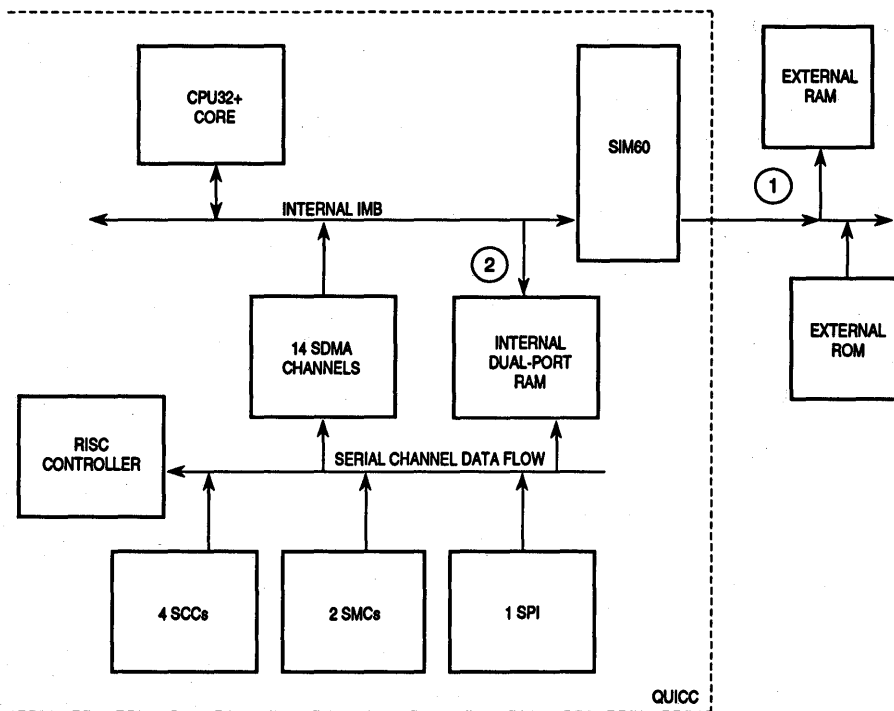 CPU32+
CORE
SIM60
EXTERNAL
RAM
1
INTERNAL IMB
2
14 SDMA
CHANNELS
INTERNAL
DUAL-PORT
RAM
EXTERNAL
ROM
RISC
CONTROLLER
SERIAL CHANNEL DATA FLOW
4 SCCs
2 SMCs
1 SPI
QUICC